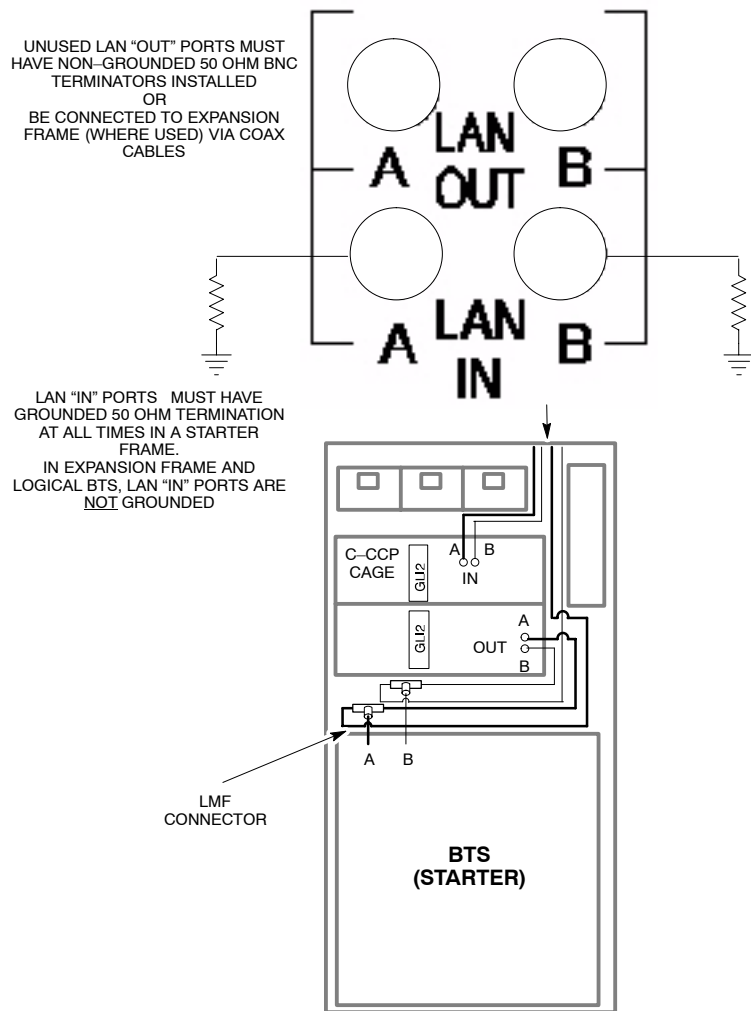 UNUSED LAN “OUT” PORTS MUST
HAVE NON–GROUNDED 50 OHM BNC
TERMINATORS INSTALLED
OR
BE CONNECTED TO EXPANSION
FRAME (WHERE USED) VIA COAX
CABLES
LAN
OUT
A
B
LAN
IN
A
B
LAN “IN” PORTS MUST HAVE
GROUNDED 50 OHM TERMINATION
AT ALL TIMES IN A STARTER
FRAME.
IN EXPANSION FRAME AND
LOGICAL BTS, LAN “IN” PORTS ARE
NOT GROUNDED
C–CCP
CAGE
GLI2
A B
IN
GLI2
A
OUT
B
A B
LMF
CONNECTOR
BTS
(STARTER)